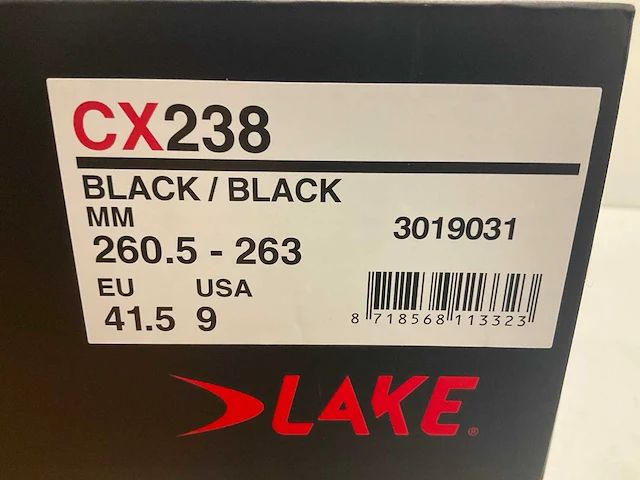 CX238
BLACK / BLACK
MM
260.5 - 263
3019031
EU USA
41.5 9
8 718568 113323
LAKE®